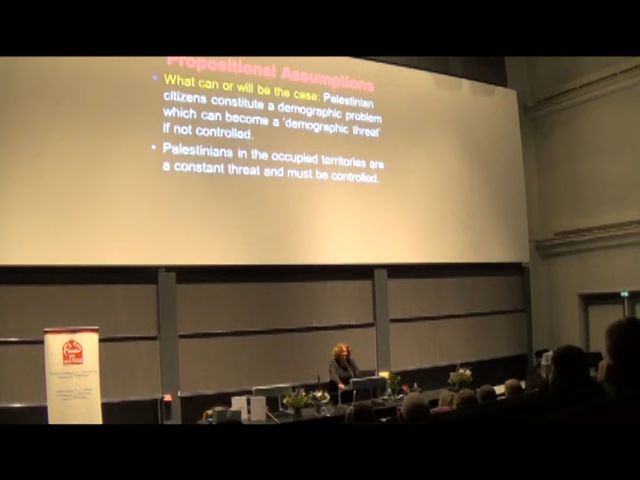 Propositional Assumptions
• What can or will be the case: Palestinian
citizens constitute a demographic problem
which can become a 'demographic threat'
if not controlled.
• Palestinians in the occupied territories are
a constant threat and must be controlled.